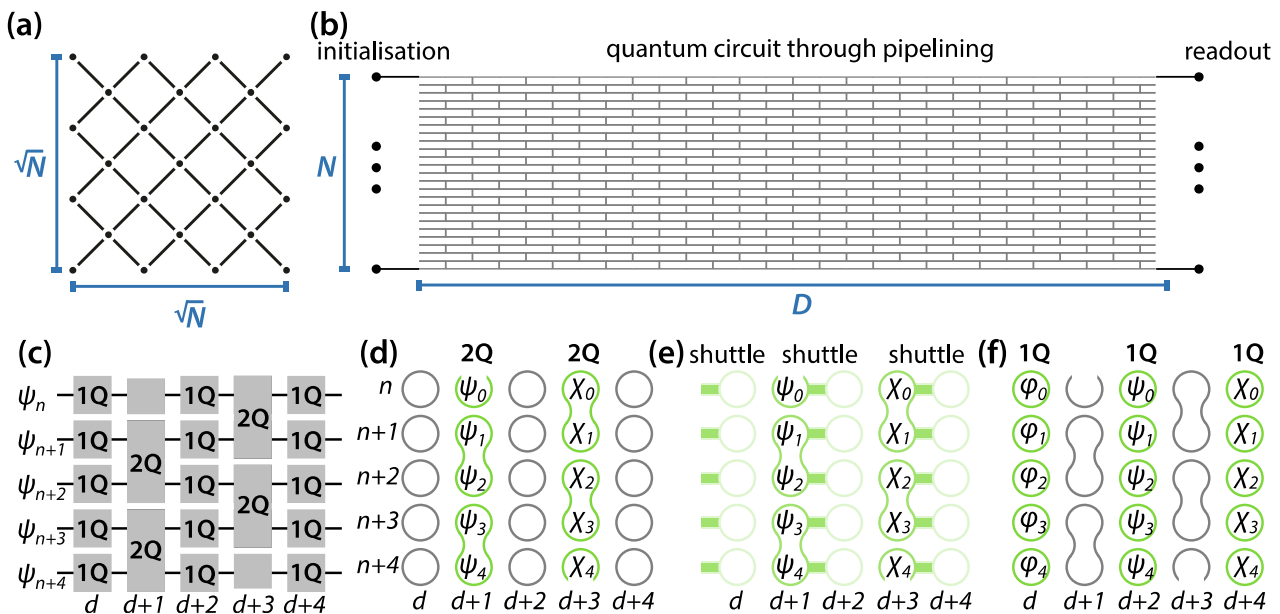 (a)
(b)
initialisation
quantum circuit through pipelining
readout
√N
√N
N
D
(c)
ψn 1Q 1Q 1Q
ψn+1 1Q 1Q 1Q
ψn+2 1Q 1Q 1Q
ψn+3 1Q 1Q 1Q
ψn+4 1Q 1Q 1Q
2Q 2Q
2Q 2Q
d d+1 d+2 d+3 d+4
(d)
2Q 2Q
n ψ0 χ0
n+1 ψ1 χ1
n+2 ψ2 χ2
n+3 ψ3 χ3
n+4 ψ4 χ4
d d+1 d+2 d+3 d+4
(e)
shuttle shuttle shuttle
ψ0 χ0
ψ1 χ1
ψ2 χ2
ψ3 χ3
ψ4 χ4
d d+1 d+2 d+3 d+4
(f)
1Q 1Q 1Q
φ0 ψ0 χ0
φ1 ψ1 χ1
φ2 ψ2 χ2
φ3 ψ3 χ3
φ4 ψ4 χ4
d d+1 d+2 d+3 d+4